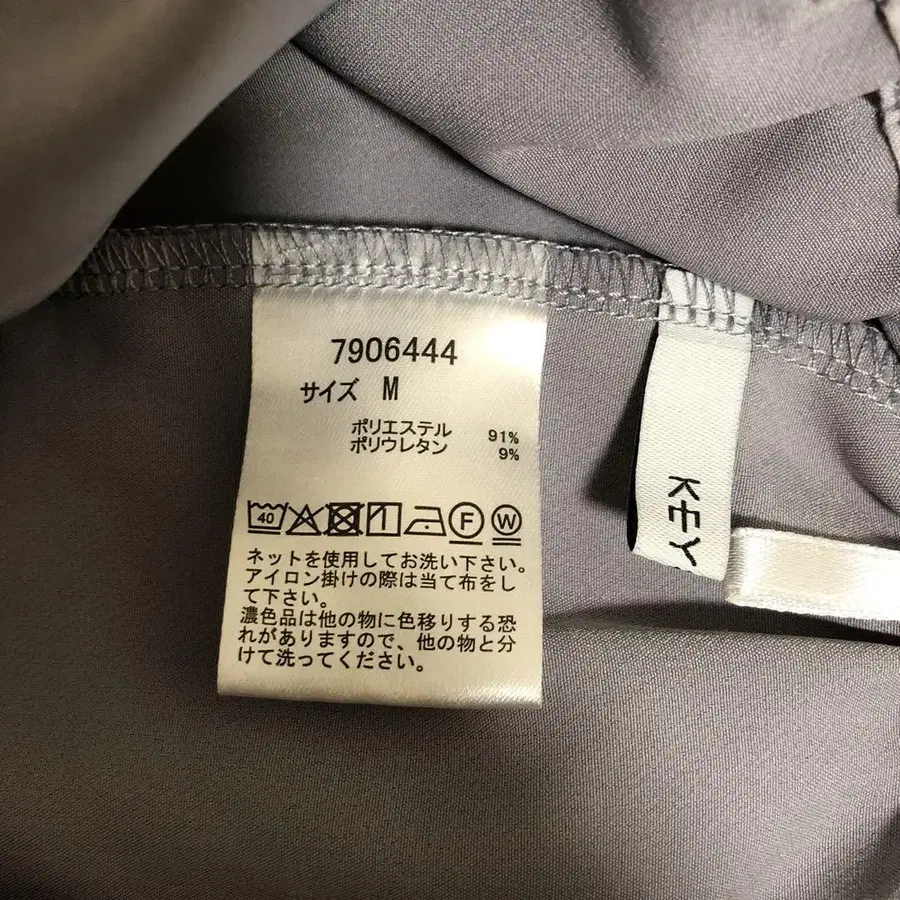 7906444
サイズ M
ポリエステル 91%
ポリウレタン 9%
40 F W
ネットを使用してお洗い下さい。
アイロン掛けの際は当て布をし
て下さい。
濃色品は他の物に色移りする恐
れがありますので、他の物と分
けて洗ってください。
KEY